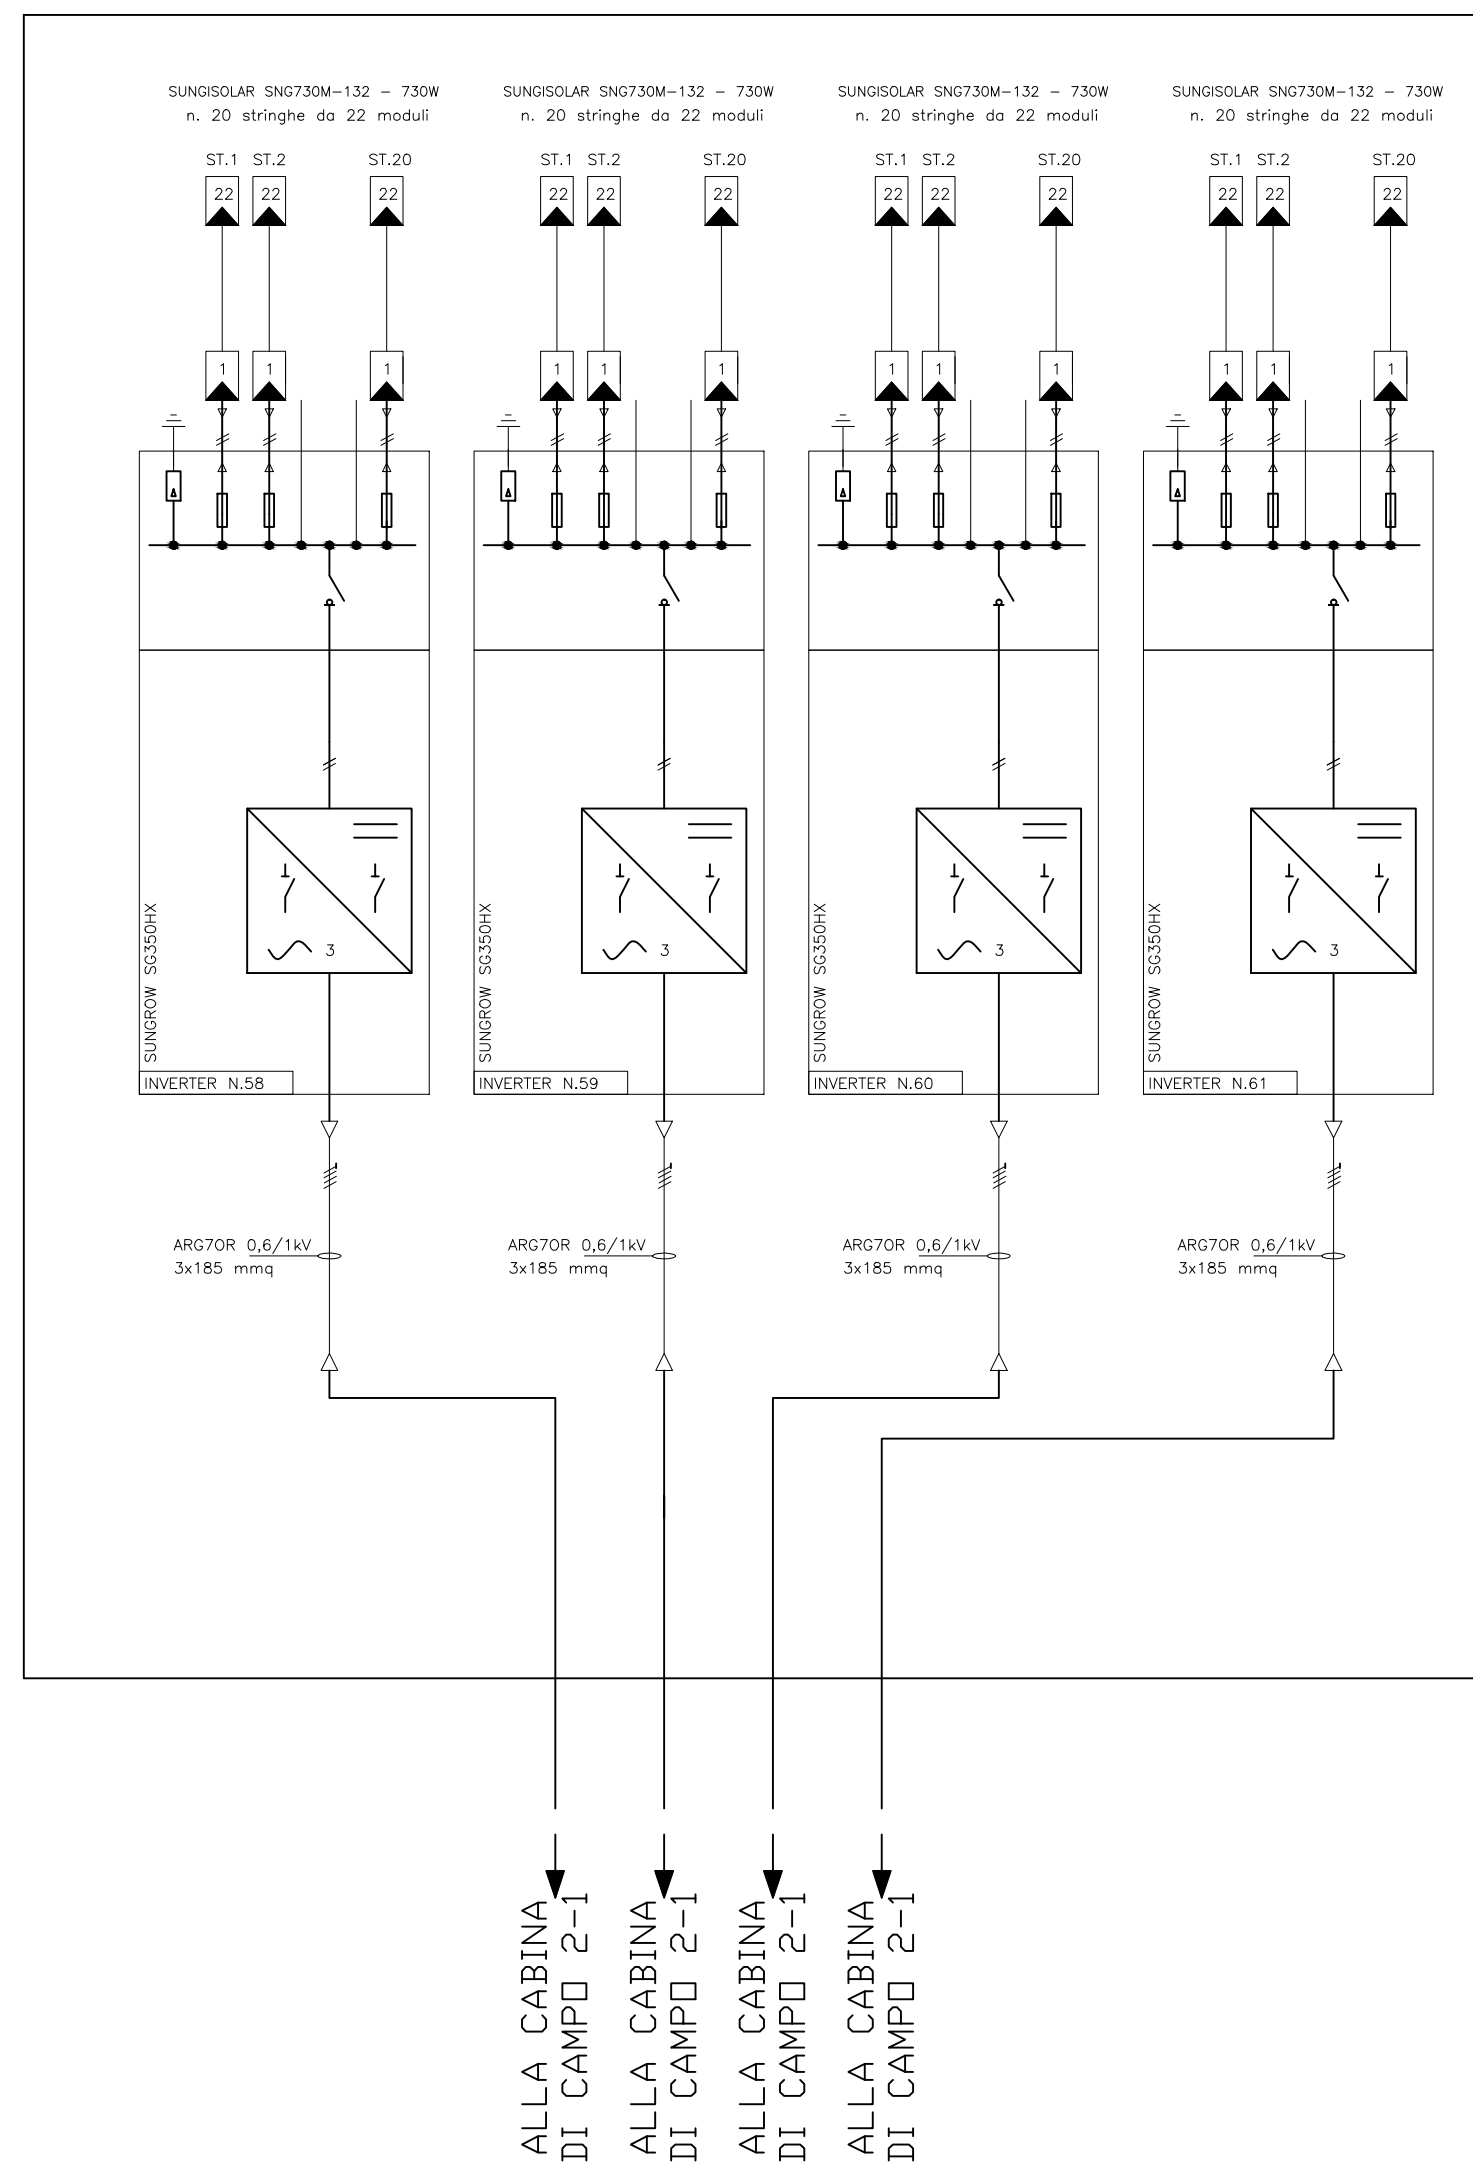 SUNGISOLAR SNG730M-132 - 730W
n. 20 stringhe da 22 moduli
ST.1 ST.2 ST.20
22 22 22
1 1 1
SUNGROW SG350HX
3
INVERTER N.58
ARG7OR 0,6/1kV
3x185 mmq
SUNGISOLAR SNG730M-132 - 730W
n. 20 stringhe da 22 moduli
ST.1 ST.2 ST.20
22 22 22
1 1 1
SUNGROW SG350HX
3
INVERTER N.59
ARG7OR 0,6/1kV
3x185 mmq
SUNGISOLAR SNG730M-132 - 730W
n. 20 stringhe da 22 moduli
ST.1 ST.2 ST.20
22 22 22
1 1 1
SUNGROW SG350HX
3
INVERTER N.60
ARG7OR 0,6/1kV
3x185 mmq
SUNGISOLAR SNG730M-132 - 730W
n. 20 stringhe da 22 moduli
ST.1 ST.2 ST.20
22 22 22
1 1 1
SUNGROW SG350HX
3
INVERTER N.61
ARG7OR 0,6/1kV
3x185 mmq
ALLA CABINA
DI CAMPO 2-1
ALLA CABINA
DI CAMPO 2-1
ALLA CABINA
DI CAMPO 2-1
ALLA CABINA
DI CAMPO 2-1